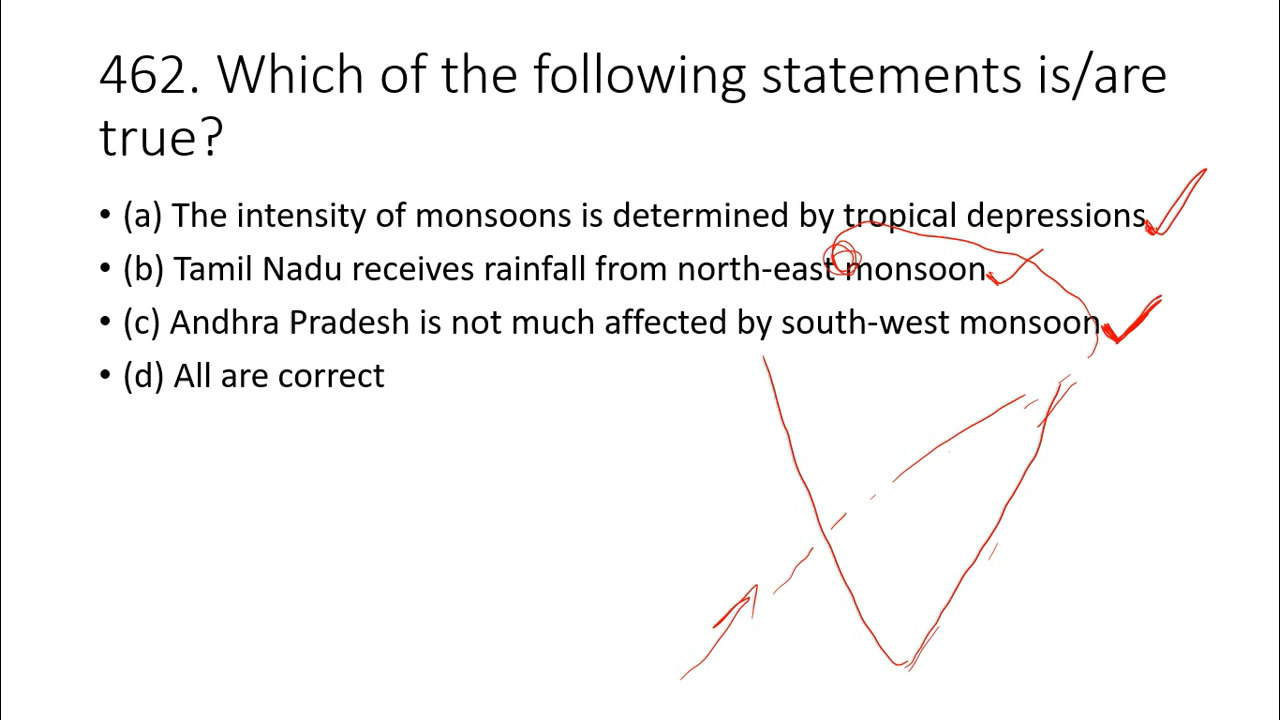 462. Which of the following statements is/are
true?
• (a) The intensity of monsoons is determined by tropical depressions
• (b) Tamil Nadu receives rainfall from north-east monsoon
• (c) Andhra Pradesh is not much affected by south-west monsoon
• (d) All are correct